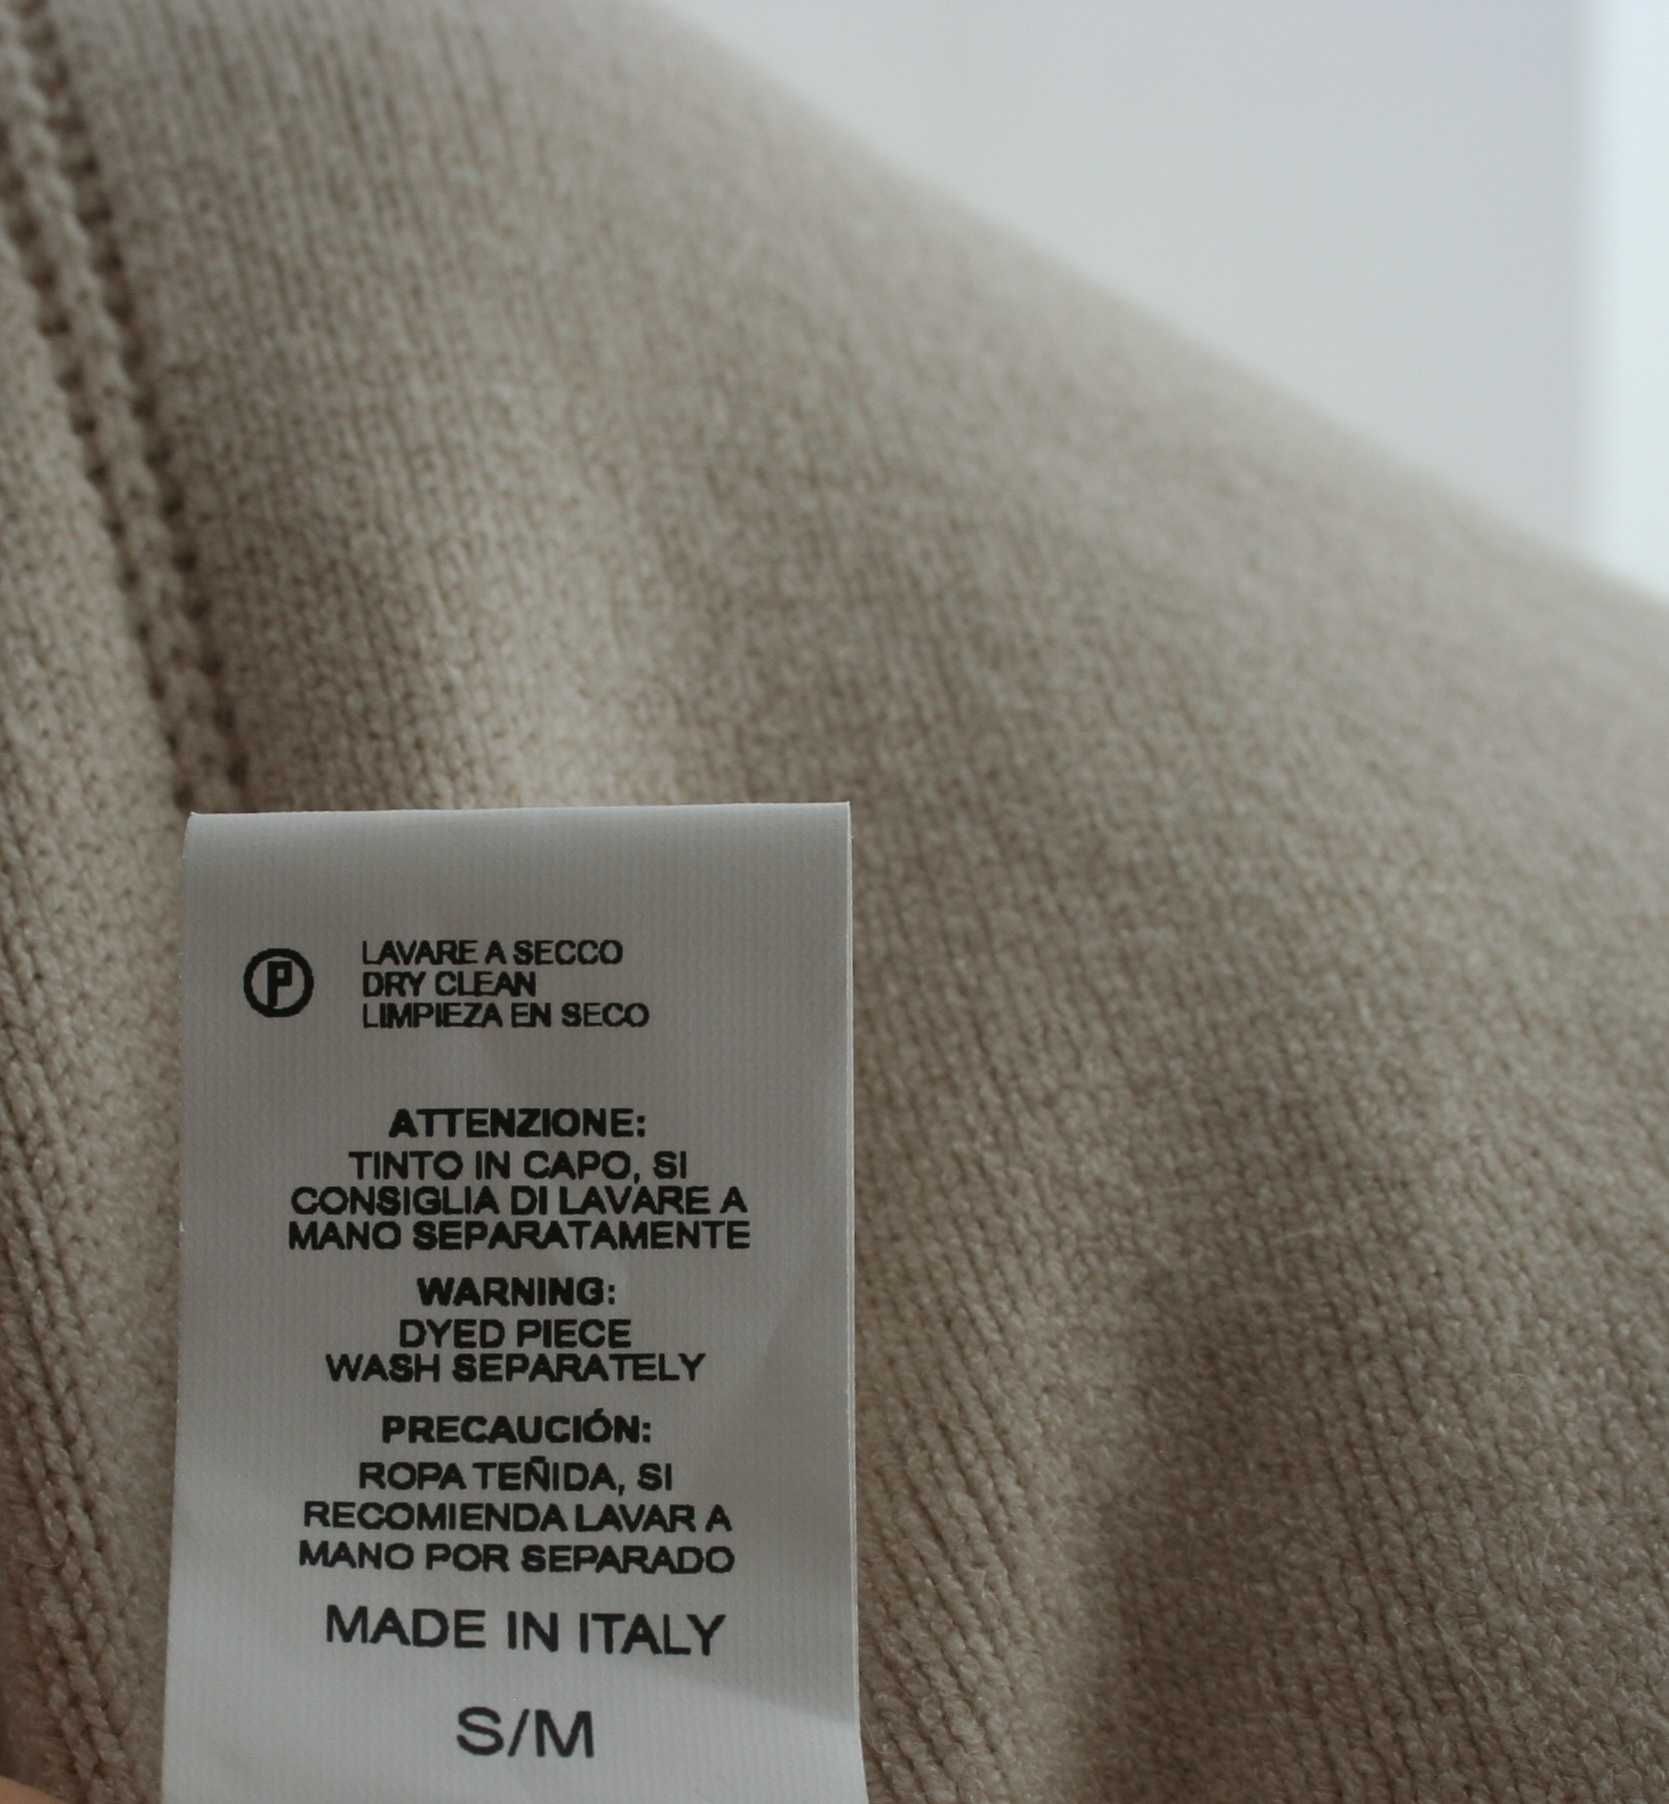 P LAVARE A SECCO
DRY CLEAN
LIMPIEZA EN SECO
ATTENZIONE:
TINTO IN CAPO, SI
CONSIGLIA DI LAVARE A
MANO SEPARATAMENTE
WARNING:
DYED PIECE
WASH SEPARATELY
PRECAUCIÓN:
ROPA TEÑIDA, SI
RECOMIENDA LAVAR A
MANO POR SEPARADO
MADE IN ITALY
S/M